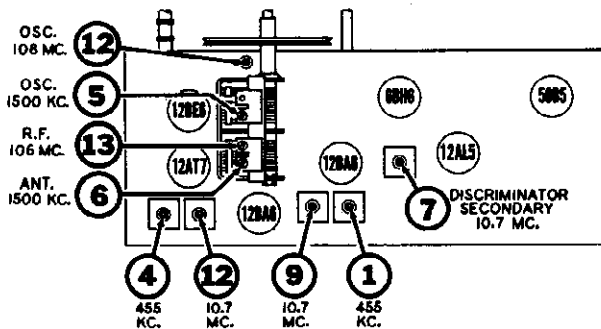 OSC.
108 MC.
12
OSC.
1500 KC.
5
12BE6
6BH6
50B5
R.F.
106 MC.
13
12AT7
12BA6
12AL5
ANT.
1500 KC.
6
12BA6
7
DISCRIMINATOR
SECONDARY
10.7 MC.
4
455
KC.
12
10.7
MC.
9
10.7
MC.
1
455
KC.